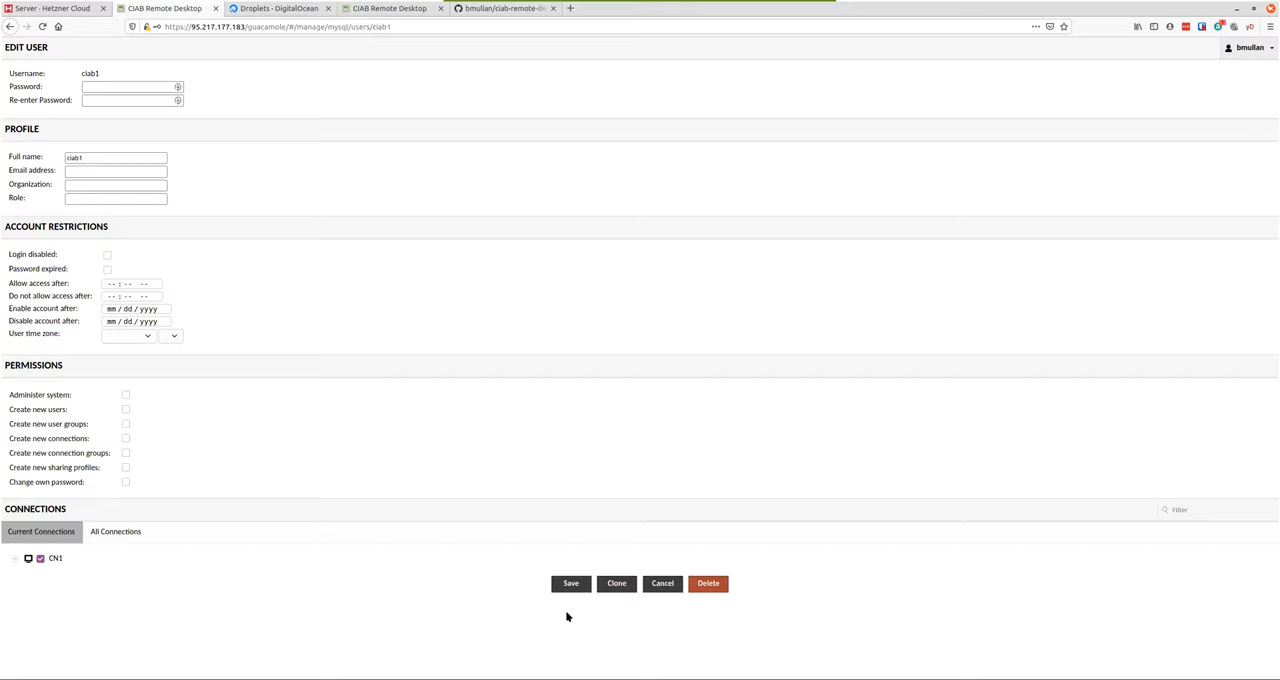 Server · Hetzner Cloud
CIAB Remote Desktop
Droplets - DigitalOcean
CIAB Remote Desktop
bmullan/ciab-remote-de
https://95.217.177.183/guacamole/#/manage/mysql/users/ciab1
EDIT USER
bmullan
Username: ciab1
Password:
Re-enter Password:
PROFILE
Full name: ciab1
Email address:
Organization:
Role:
ACCOUNT RESTRICTIONS
Login disabled:
Password expired:
Allow access after: --:-- --
Do not allow access after: --:-- --
Enable account after: mm/dd/yyyy
Disable account after: mm/dd/yyyy
User time zone:
PERMISSIONS
Administer system:
Create new users:
Create new user groups:
Create new connections:
Create new connection groups:
Create new sharing profiles:
Change own password:
CONNECTIONS
Filter
Current Connections All Connections
CN1
Save Clone Cancel Delete